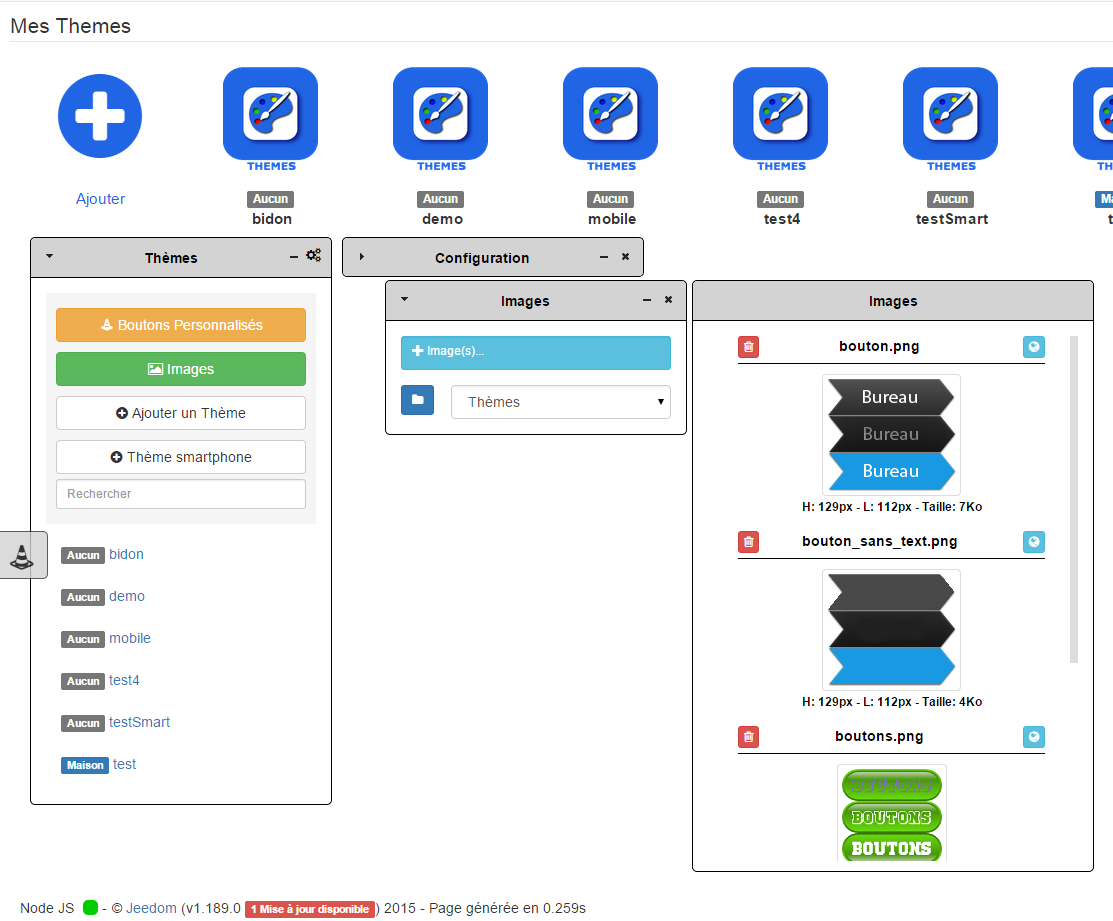 Mes Themes
THEMES THEMES THEMES THEMES THEMES
Ajouter
Aucun Aucun Aucun Aucun Aucun
bidon demo mobile test4 testSmart
Thèmes
Configuration
Boutons Personnalisés
Images
Ajouter un Thème
Thème smartphone
Rechercher
Aucun bidon
Aucun demo
Aucun mobile
Aucun test4
Aucun testSmart
Maison test
Images
Image(s)...
Thèmes
Images
bouton.png
Bureau
Bureau
Bureau
H: 129px - L: 112px - Taille: 7Ko
bouton_sans_text.png
H: 129px - L: 112px - Taille: 4Ko
boutons.png
BOUTONS
BOUTONS
BOUTONS
Node JS - © Jeedom (v1.189.0 1 Mise à jour disponible) 2015 - Page générée en 0.259s